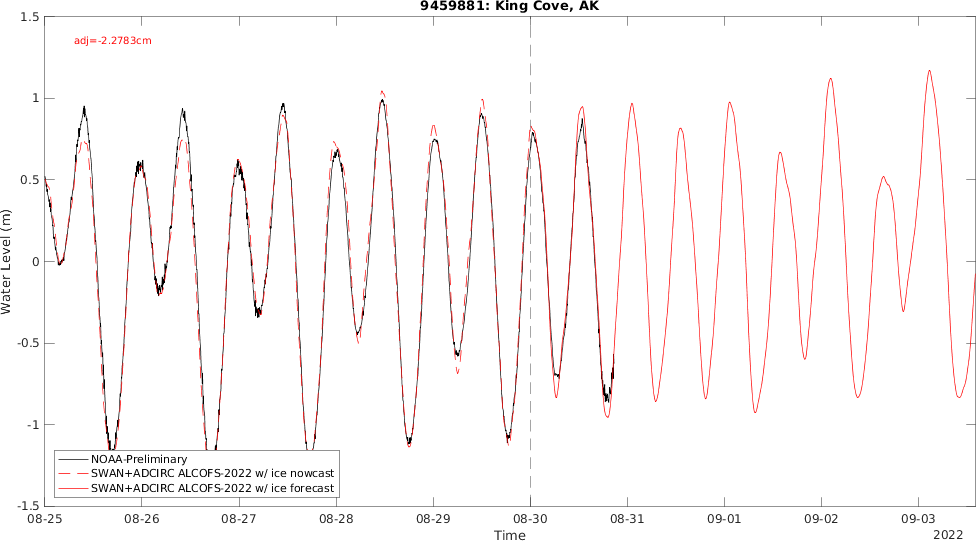 9459881: King Cove, AK
adj=-2.2783cm
1.5
1
0.5
0
-0.5
-1
-1.5
Water Level (m)
NOAA-Preliminary
SWAN+ADCIRC ALCOFS-2022 w/ ice nowcast
SWAN+ADCIRC ALCOFS-2022 w/ ice forecast
08-25 08-26 08-27 08-28 08-29 08-30 08-31 09-01 09-02 09-03
Time
2022